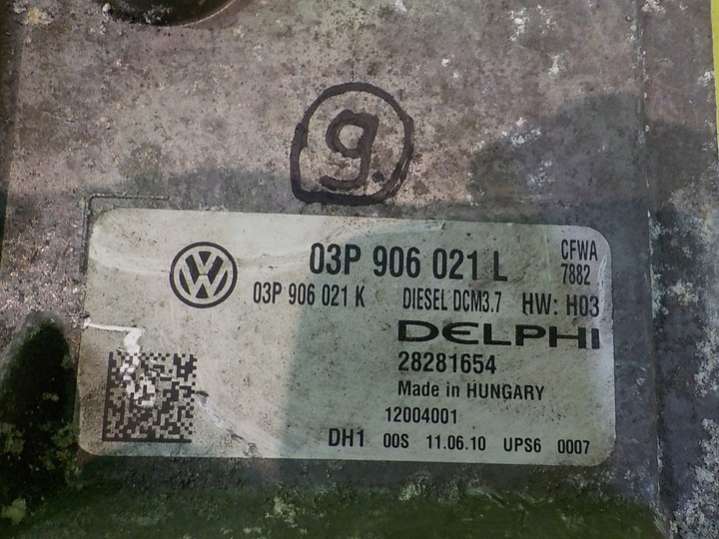 g.
03P 906 021 L
CFWA
7882
03P 906 021 K DIESEL DCM3.7 HW: H03
DELPHI
28281654
Made in HUNGARY
12004001
DH1 00S 11.06.10 UPS6 0007